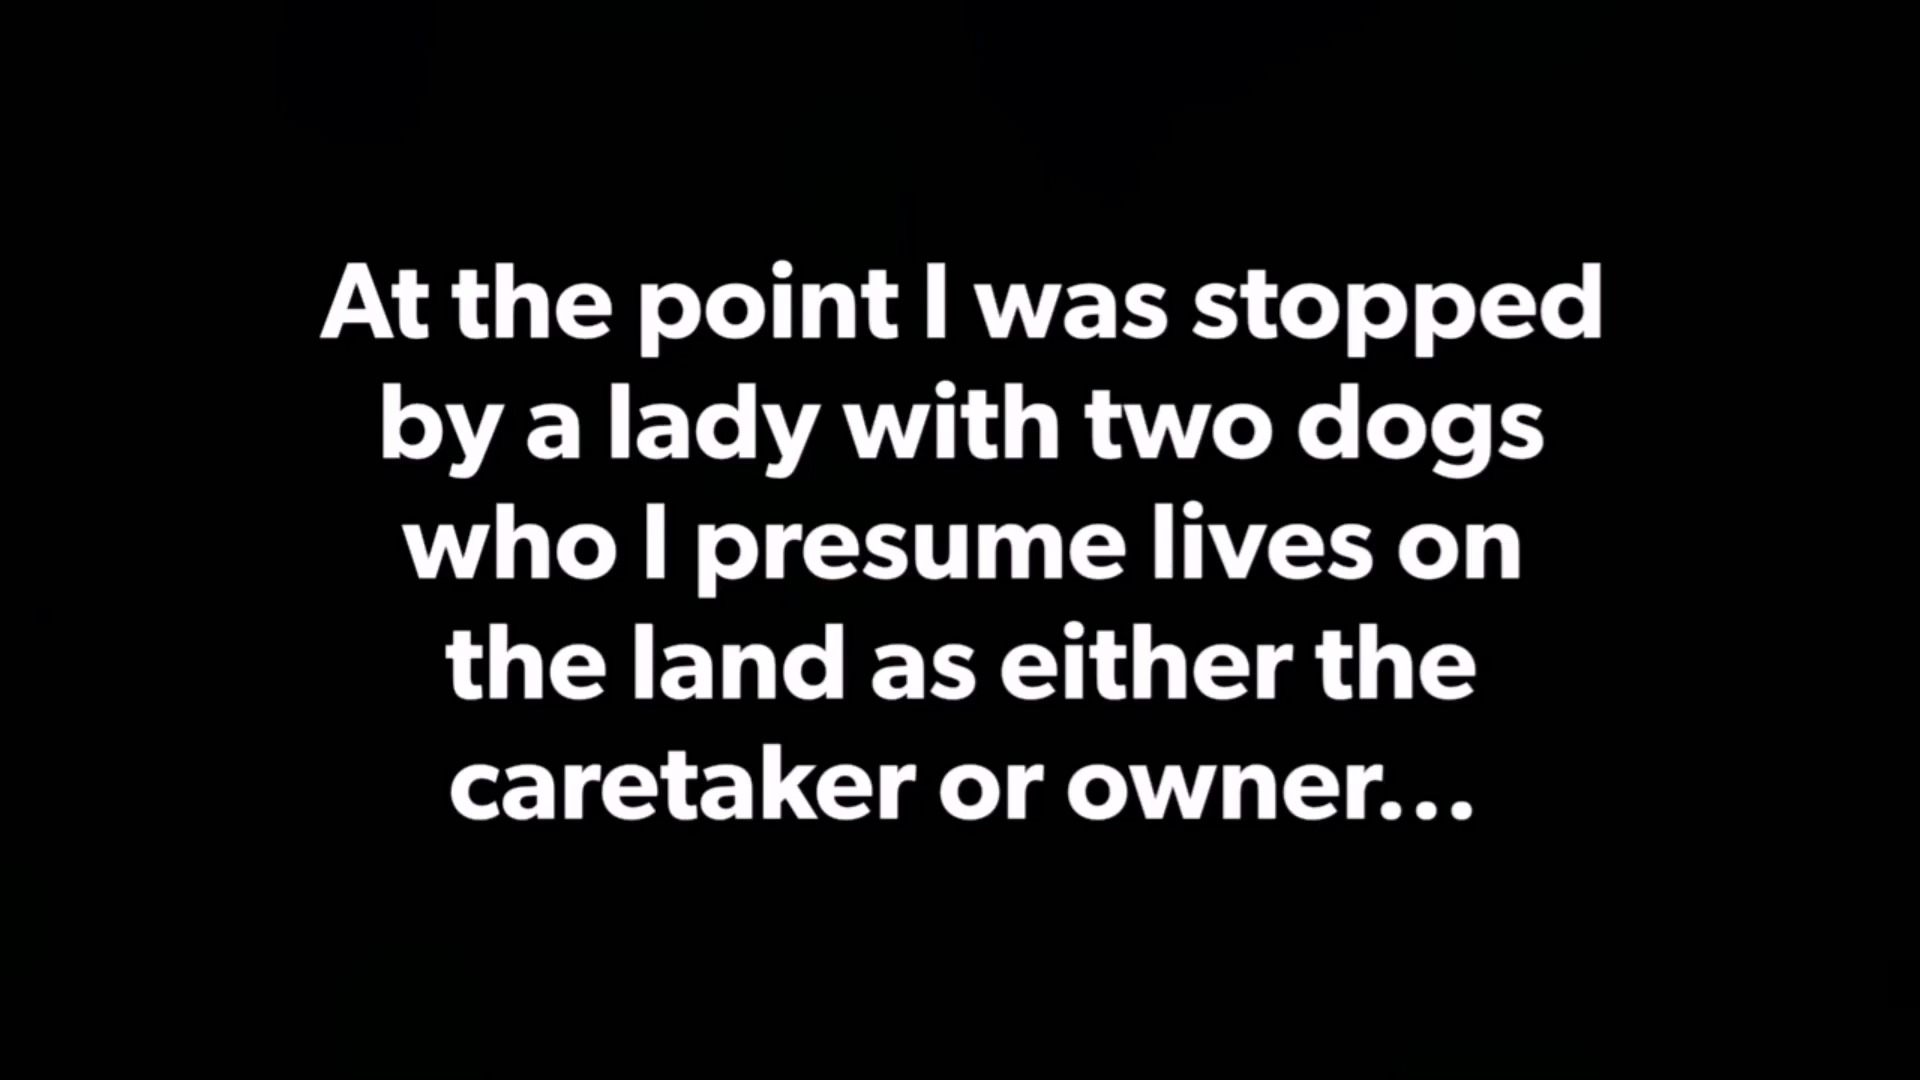 At the point I was stopped
by a lady with two dogs
who I presume lives on
the land as either the
caretaker or owner...